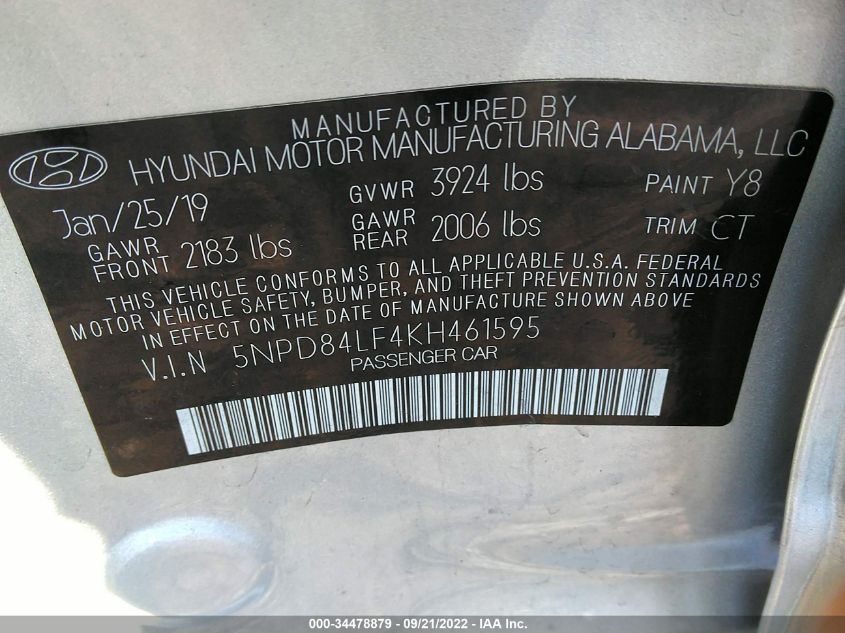 MANUFACTURED BY
HYUNDAI MOTOR MANUFACTURING ALABAMA, LLC
Jan/25/19 GVWR 3924 lbs PAINT Y8
GAWR FRONT 2183 lbs GAWR REAR 2006 lbs TRIM CT
THIS VEHICLE CONFORMS TO ALL APPLICABLE U.S.A. FEDERAL
MOTOR VEHICLE SAFETY, BUMPER, AND THEFT PREVENTION STANDARDS
IN EFFECT ON THE DATE OF MANUFACTURE SHOWN ABOVE
V.I.N 5NPD84LF4KH461595
PASSENGER CAR
000-34478879 - 09/21/2022 - IAA Inc.